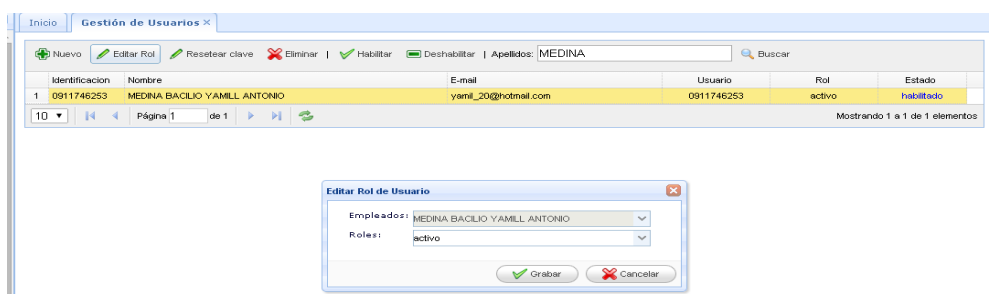 Inicio Gestión de Usuarios ×
Nuevo Editar Rol Resetear clave Eliminar | Habilitar Deshabilitar | Apellidos: MEDINA Buscar
Identificacion Nombre E-mail Usuario Rol Estado
1 0911746253 MEDINA BACILIO YAMILL ANTONIO yamil_20@hotmail.com 0911746253 activo habilitado
10 Página 1 de 1 Mostrando 1 a 1 de 1 elementos
Editar Rol de Usuario
Empleados: MEDINA BACILIO YAMILL ANTONIO
Roles: activo
Grabar Cancelar